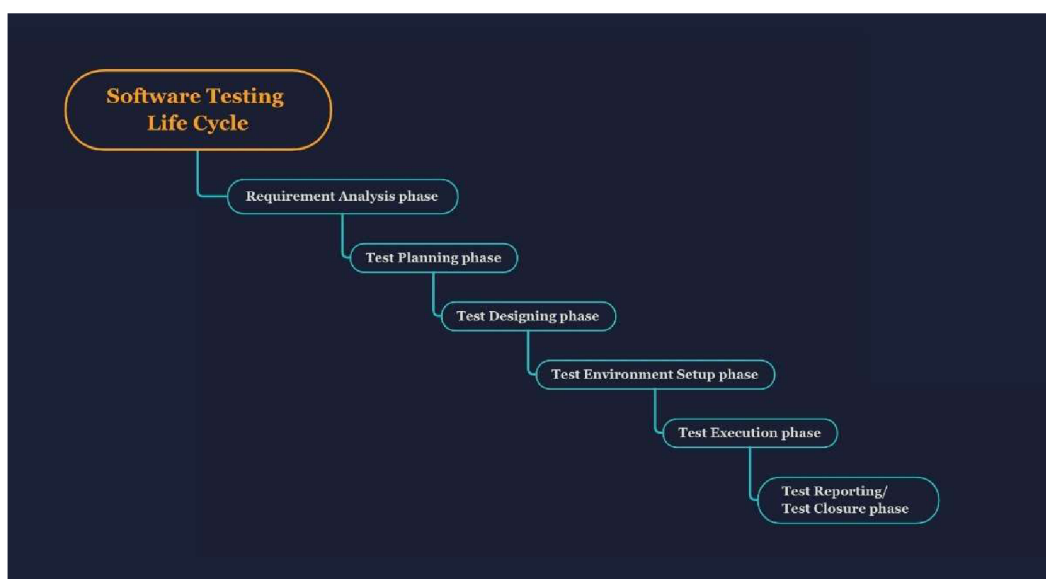 Software Testing
Life Cycle
Requirement Analysis phase
Test Planning phase
Test Designing phase
Test Environment Setup phase
Test Execution phase
Test Reporting/
Test Closure phase